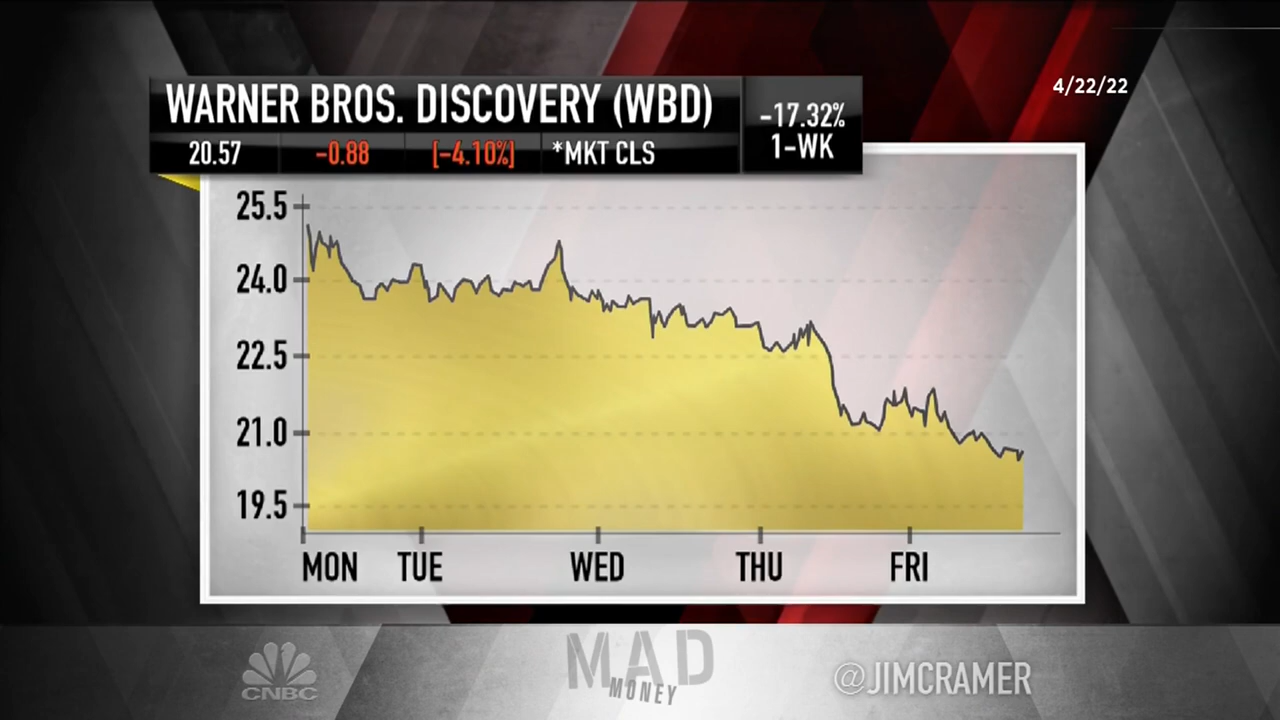 4/22/22
WARNER BROS. DISCOVERY (WBD)
20.57 -0.88 [-4.10%] *MKT CLS
-17.32%
1-WK
25.5
24.0
22.5
21.0
19.5
MON TUE WED THU FRI
CNBC
MAD
MONEY
@JIMCRAMER